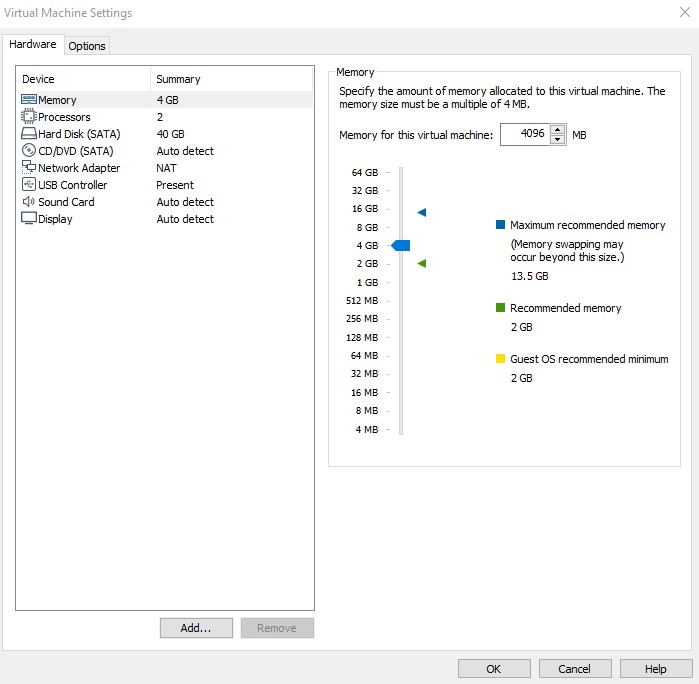 Virtual Machine Settings
Hardware
Options
Device Summary
Memory 4 GB
Processors 2
Hard Disk (SATA) 40 GB
CD/DVD (SATA) Auto detect
Network Adapter NAT
USB Controller Present
Sound Card Auto detect
Display Auto detect
Add...
Remove
Memory
Specify the amount of memory allocated to this virtual machine. The
memory size must be a multiple of 4 MB.
Memory for this virtual machine: 4096 MB
64 GB
32 GB
16 GB
8 GB
4 GB
2 GB
1 GB
512 MB
256 MB
128 MB
64 MB
32 MB
16 MB
8 MB
4 MB
Maximum recommended memory
(Memory swapping may
occur beyond this size.)
13.5 GB
Recommended memory
2 GB
Guest OS recommended minimum
2 GB
OK
Cancel
Help